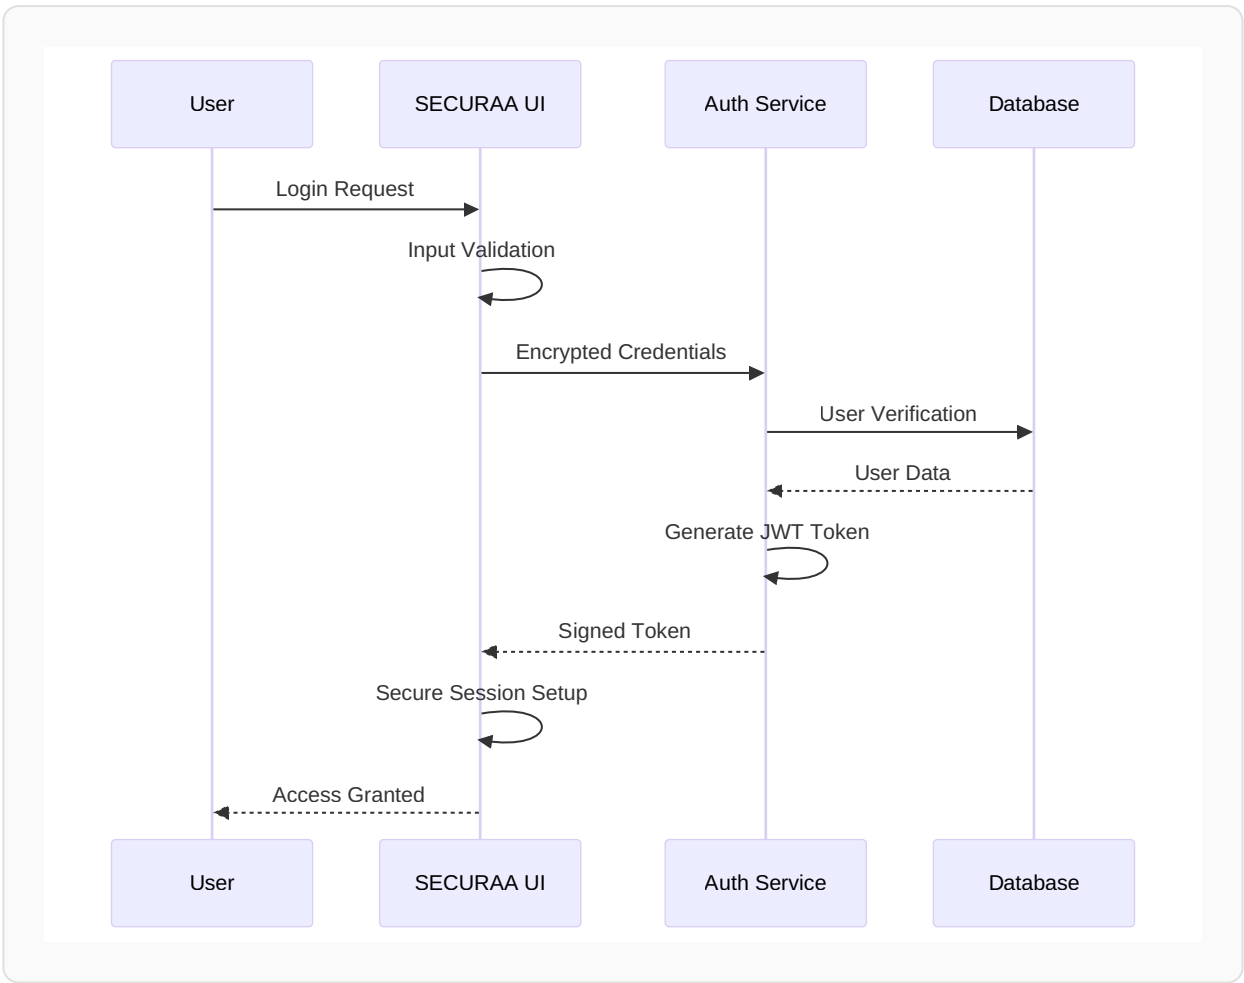 User
SECURAA UI
Auth Service
Database
Login Request
Input Validation
Encrypted Credentials
User Verification
User Data
Generate JWT Token
Signed Token
Secure Session Setup
Access Granted
User
SECURAA UI
Auth Service
Database